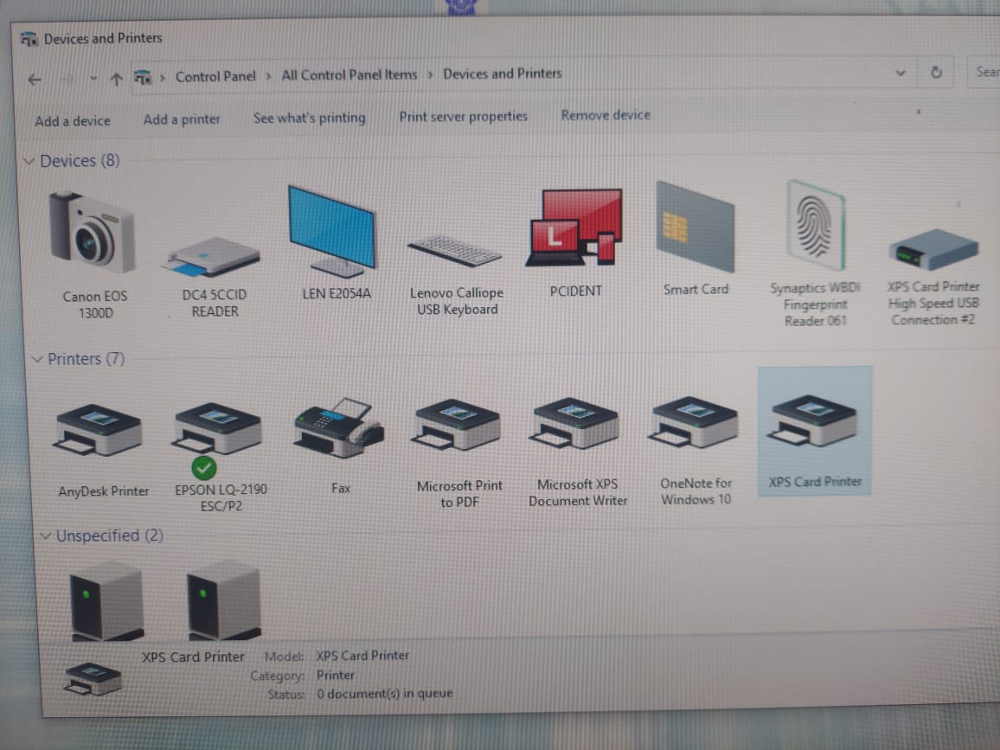 Devices and Printers
Control Panel > All Control Panel Items > Devices and Printers
Add a device Add a printer See what's printing Print server properties Remove device
Devices (8)
Canon EOS
1300D
DC4 5CCID
READER
LEN E2054A
Lenovo Calliope
USB Keyboard
L
PCIDENT
Smart Card
Synaptics WBDI
Fingerprint
Reader 061
XPS Card Printer
High Speed USB
Connection #2
Printers (7)
AnyDesk Printer
EPSON LQ-2190
ESC/P2
Fax
Microsoft Print
to PDF
Microsoft XPS
Document Writer
OneNote for
Windows 10
XPS Card Printer
Unspecified (2)
XPS Card Printer Model: XPS Card Printer
Category: Printer
Status: 0 document(s) in queue